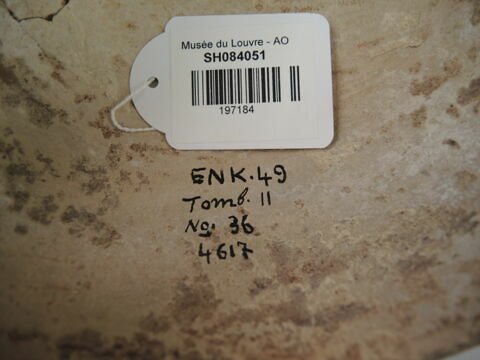 Musée du Louvre - AO
SH084051
197184
ENK.49
Tomb. 11
No. 36
4617